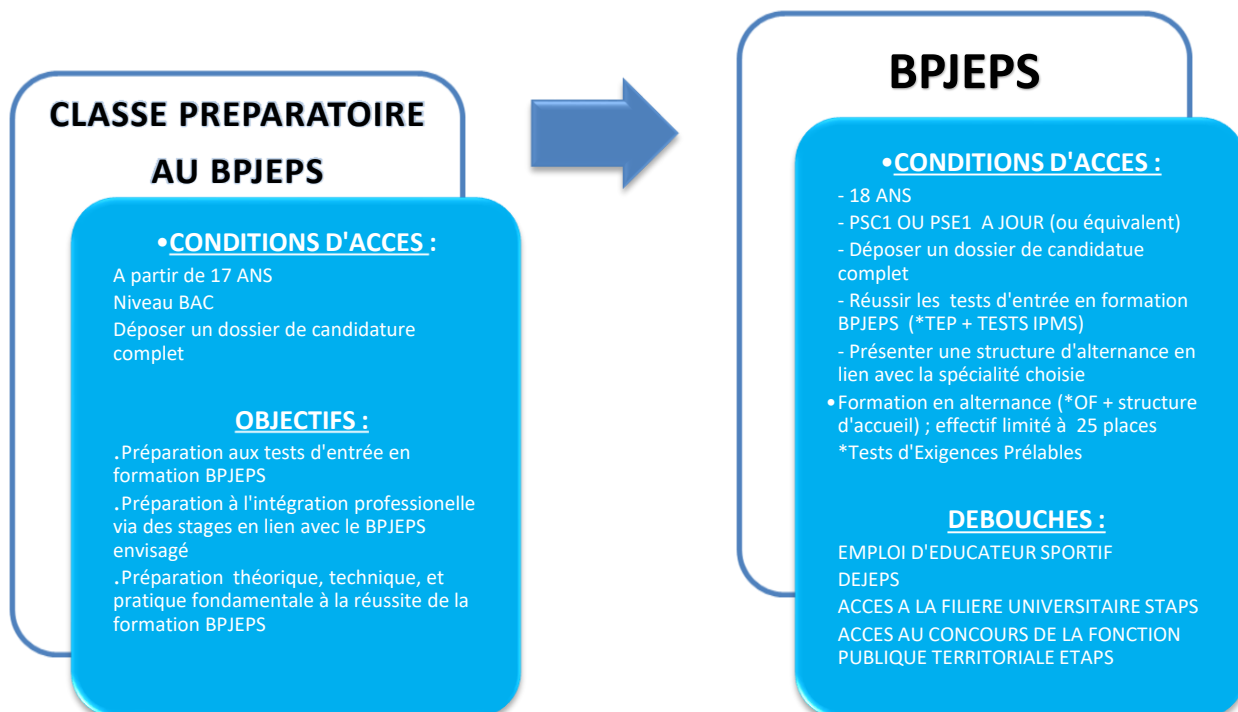 CLASSE PREPARATOIRE
AU BPJEPS
•CONDITIONS D'ACCES :
A partir de 17 ANS
Niveau BAC
Déposer un dossier de candidature
complet
OBJECTIFS :
.Préparation aux tests d'entrée en
formation BPJEPS
.Préparation à l'intégration professionelle
via des stages en lien avec le BPJEPS
envisagé
.Préparation théorique, technique, et
pratique fondamentale à la réussite de la
formation BPJEPS
BPJEPS
•CONDITIONS D'ACCES :
- 18 ANS
- PSC1 OU PSE1 A JOUR (ou équivalent)
- Déposer un dossier de candidatue
complet
- Réussir les tests d'entrée en formation
BPJEPS (*TEP + TESTS IPMS)
- Présenter une structure d'alternance en
lien avec la spécialité choisie
•Formation en alternance (*OF + structure
d'accueil) ; effectif limité à 25 places
*Tests d'Exigences Prélables
DEBOUCHES :
EMPLOI D'EDUCATEUR SPORTIF
DEJEPS
ACCES A LA FILIERE UNIVERSITAIRE STAPS
ACCES AU CONCOURS DE LA FONCTION
PUBLIQUE TERRITORIALE ETAPS